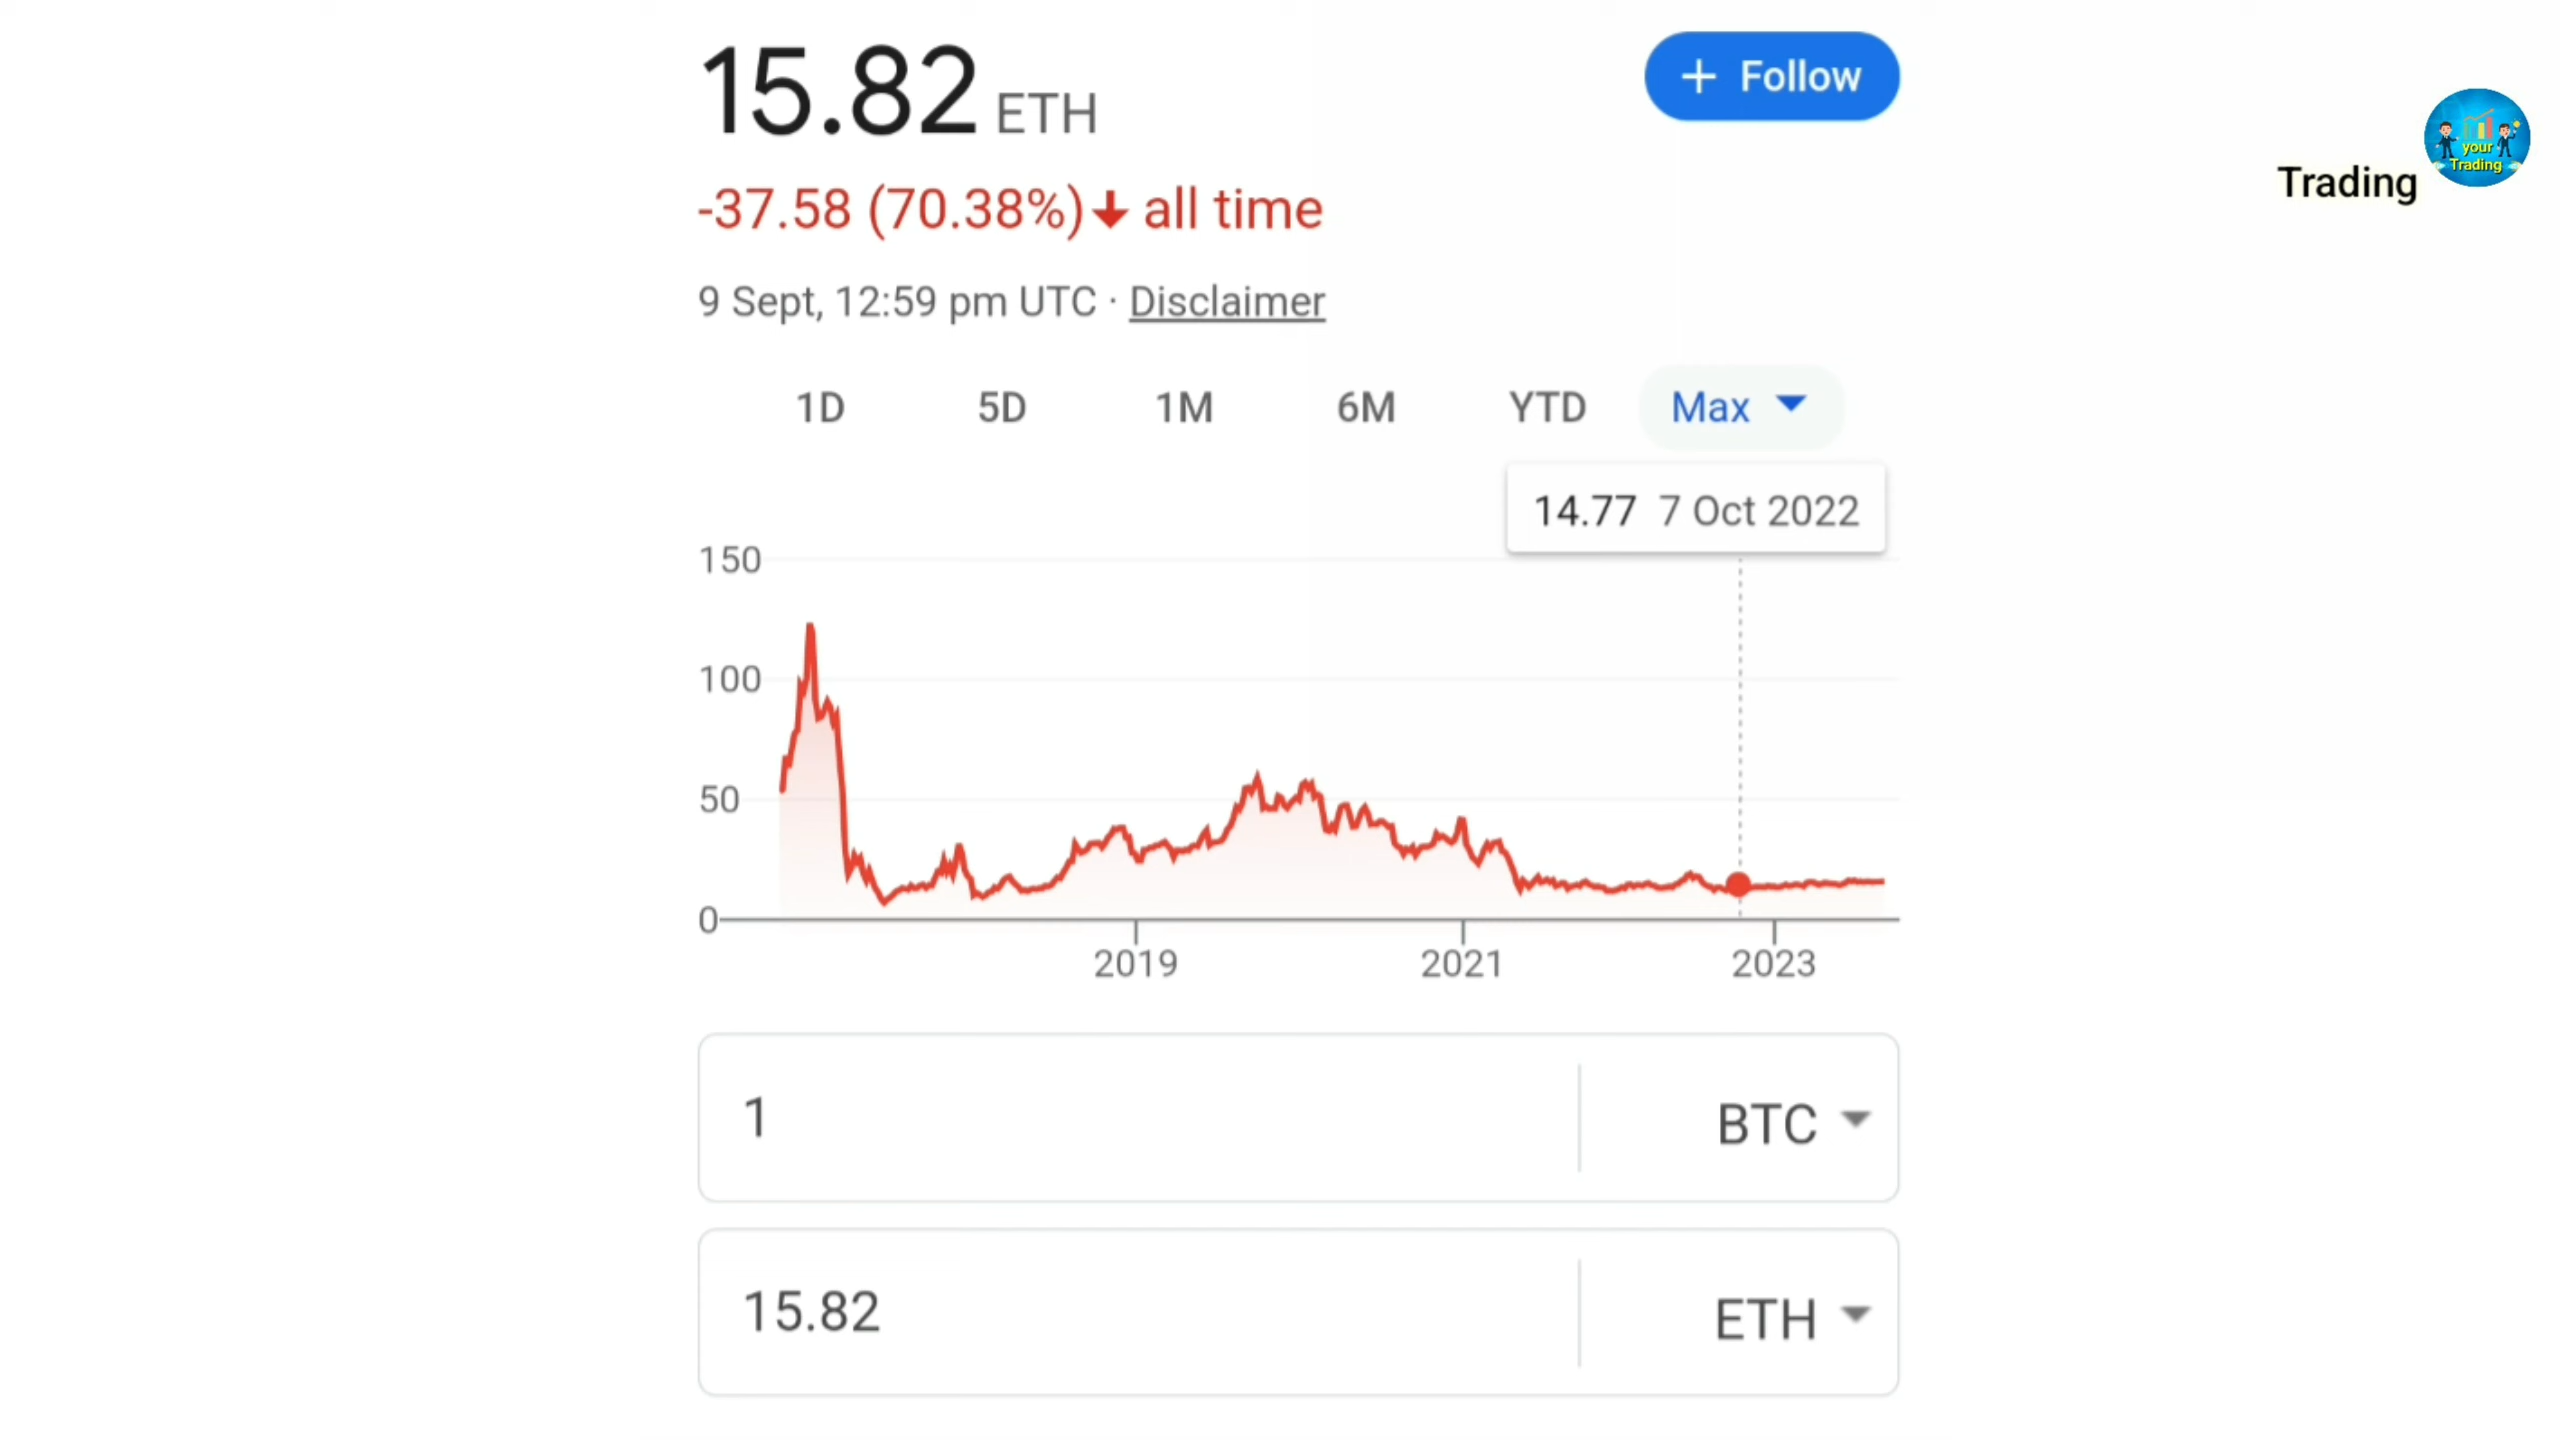 15.82 ETH
+ Follow
your
Trading
Trading
-37.58 (70.38%) all time
9 Sept, 12:59 pm UTC · Disclaimer
1D 5D 1M 6M YTD Max
14.77 7 Oct 2022
150
100
50
0
2019 2021 2023
1 BTC
15.82 ETH